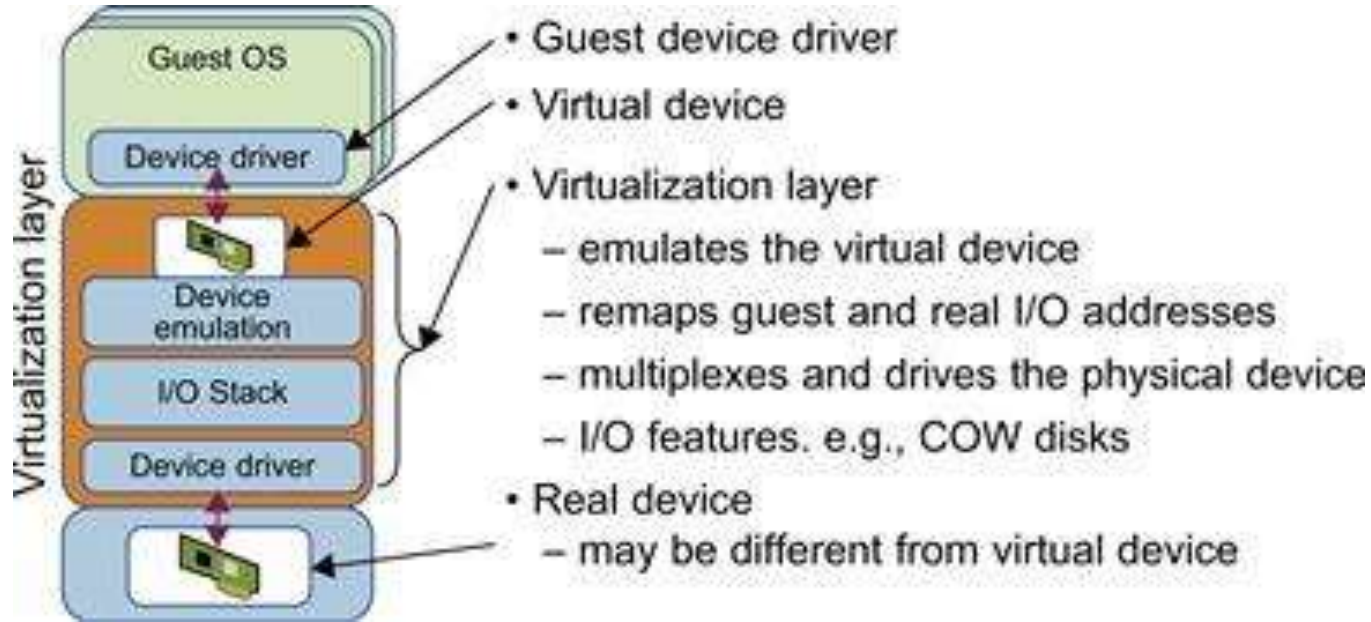 Guest OS
Device driver
Virtualization layer
Device
emulation
I/O Stack
Device driver
• Guest device driver
• Virtual device
• Virtualization layer
– emulates the virtual device
– remaps guest and real I/O addresses
– multiplexes and drives the physical device
– I/O features. e.g., COW disks
• Real device
– may be different from virtual device